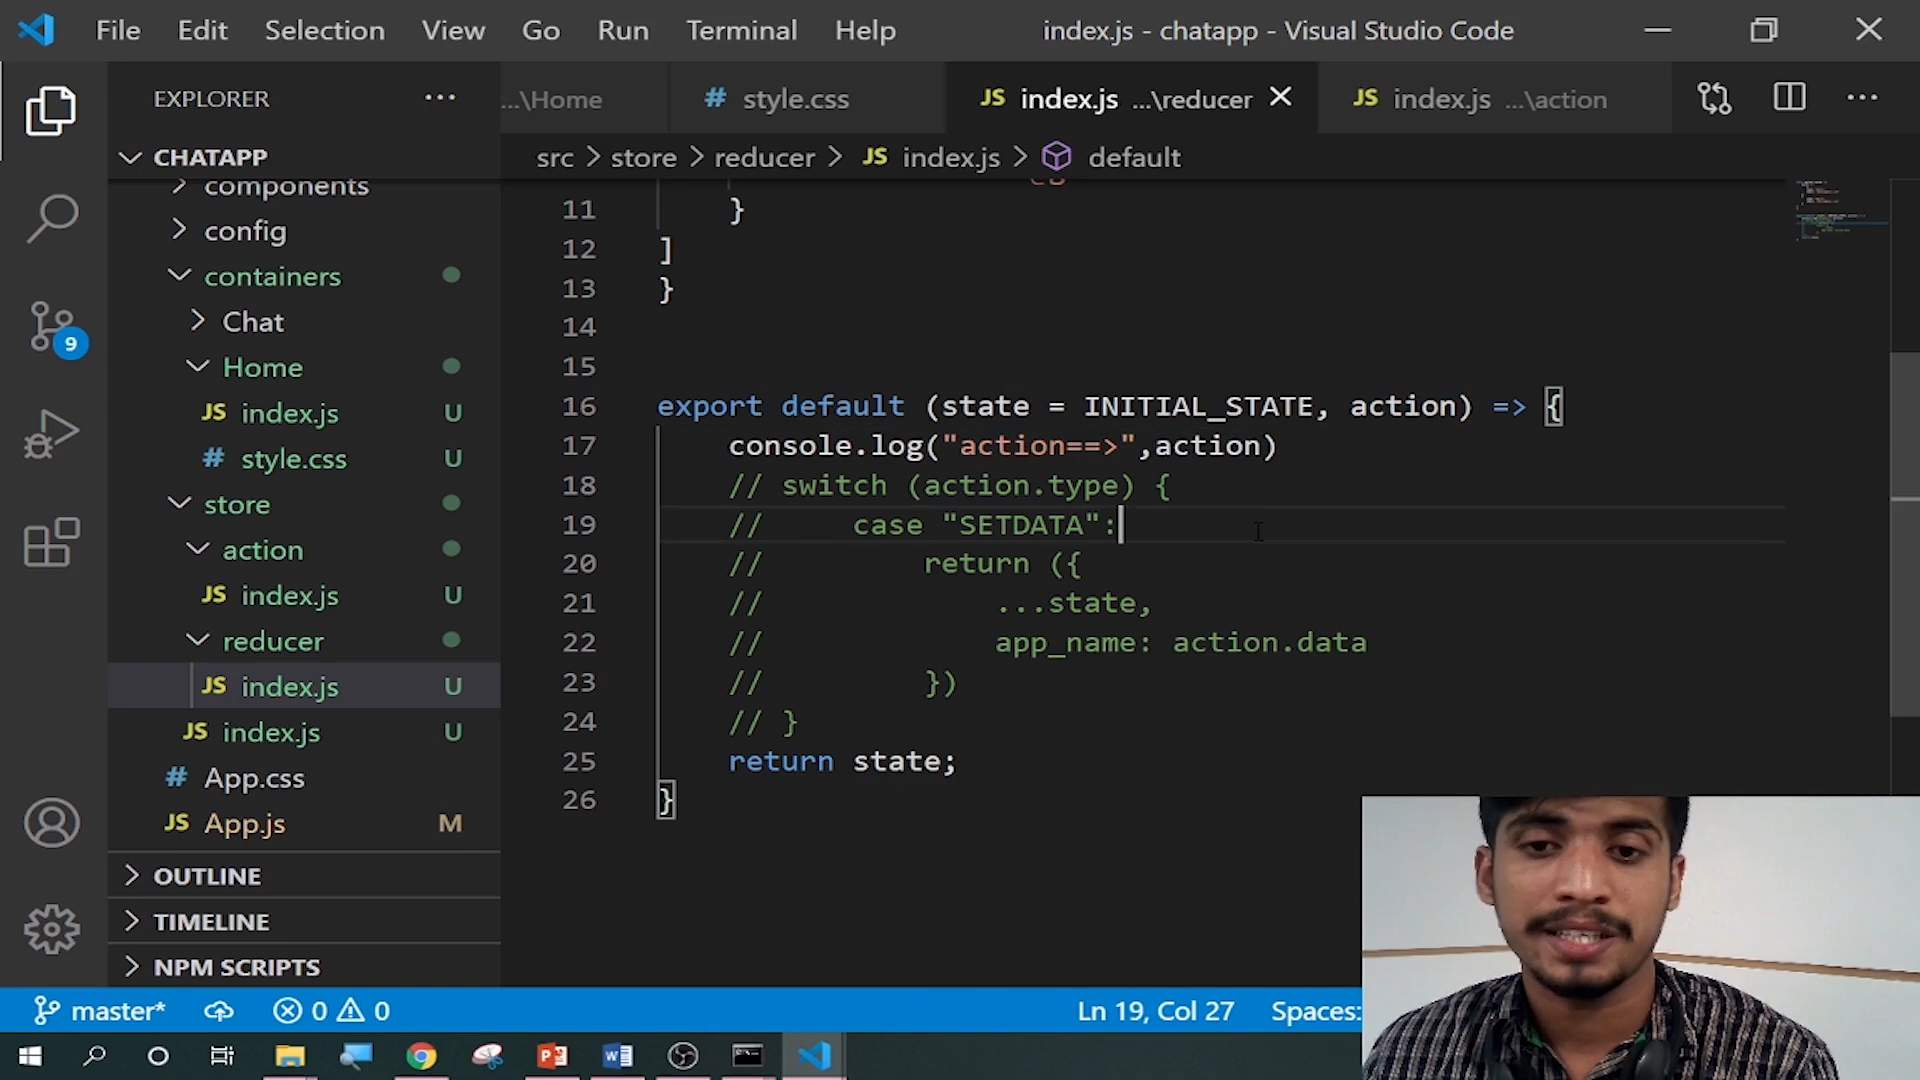 File Edit Selection View Go Run Terminal Help index.js - chatapp - Visual Studio Code
EXPLORER
...\Home
# style.css
JS index.js ...\reducer
JS index.js ...\action
src > store > reducer > JS index.js > default
CHATAPP
components
config
containers
Chat
Home
JS index.js U
# style.css U
store
action
JS index.js U
reducer
JS index.js U
JS index.js U
# App.css
JS App.js M
OUTLINE
TIMELINE
NPM SCRIPTS
9
11 }
12 ]
13 }
14
15
16 export default (state = INITIAL_STATE, action) => {
17 console.log("action==>",action)
18 // switch (action.type) {
19 // case "SETDATA":
20 // return ({
21 // ...state,
22 // app_name: action.data
23 // })
24 // }
25 return state;
26 }
master* 0 0 Ln 19, Col 27 Spaces: